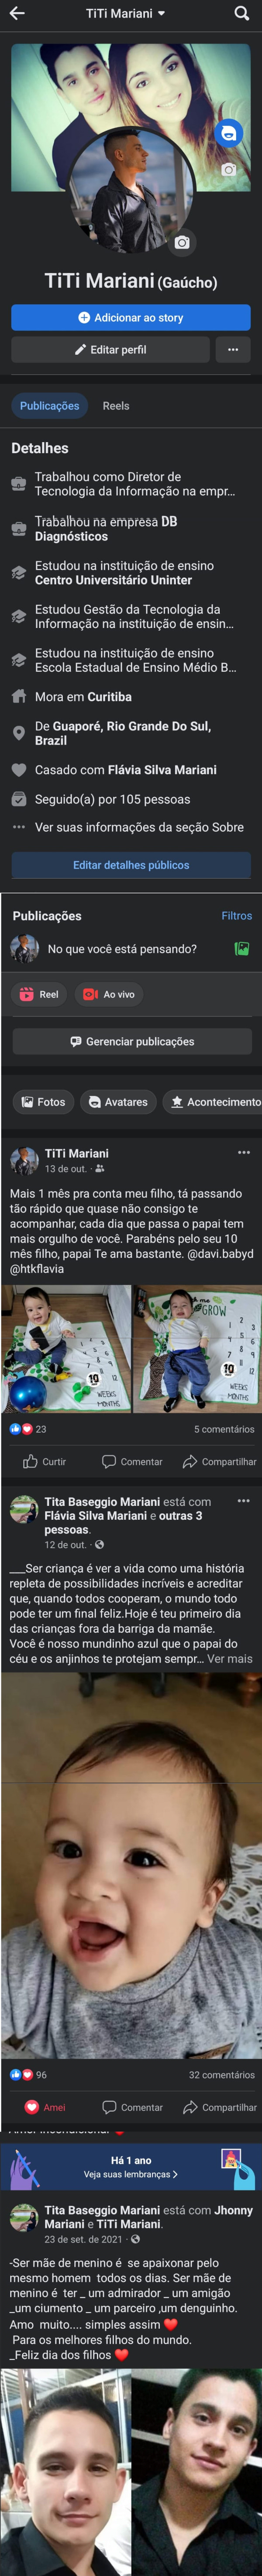 TiTi Mariani
TiTi Mariani (Gaúcho)
Adicionar ao story
Editar perfil
Publicações
Reels
Detalhes
Trabalhou como Diretor de
Tecnologia da Informação na empr...
Trabalhou na empresa DB
Diagnósticos
Estudou na instituição de ensino
Centro Universitário Uninter
Estudou Gestão da Tecnologia da
Informação na instituição de ensin...
Estudou na instituição de ensino
Escola Estadual de Ensino Médio B...
Mora em Curitiba
De Guaporé, Rio Grande Do Sul,
Brazil
Casado com Flávia Silva Mariani
Seguido(a) por 105 pessoas
Ver suas informações da seção Sobre
Editar detalhes públicos
Publicações
Filtros
No que você está pensando?
Reel
Ao vivo
Gerenciar publicações
Fotos
Avatares
Acontecimento
TiTi Mariani
13 de out. ·
Mais 1 mês pra conta meu filho, tá passando
tão rápido que quase não consigo te
acompanhar, cada dia que passa o papai tem
mais orgulho de você. Parabéns pelo seu 10
mês filho, papai Te ama bastante. @davi.babyd
@htkflavia
10
WEEKS
MONTHS
GROW
10
WEEKS
MONTHS
23
5 comentários
Curtir
Comentar
Compartilhar
Tita Baseggio Mariani está com
Flávia Silva Mariani e outras 3
pessoas.
12 de out. ·
___Ser criança é ver a vida como uma história
repleta de possibilidades incríveis e acreditar
que, quando todos cooperam, o mundo todo
pode ter um final feliz.Hoje é teu primeiro dia
das crianças fora da barriga da mamãe.
Você é nosso mundinho azul que o papai do
céu e os anjinhos te protejam sempr... Ver mais
96
32 comentários
Amei
Comentar
Compartilhar
Há 1 ano
Veja suas lembranças
Tita Baseggio Mariani está com Jhonny
Mariani e TiTi Mariani.
23 de set. de 2021 ·
-Ser mãe de menino é  se apaixonar pelo
mesmo homem  todos os dias. Ser mãe de
menino é  ter _ um admirador _ um amigão
_um ciumento _ um parceiro ,um denguinho.
Amo  muito.... simples assim ❤️
Para os melhores filhos do mundo.
_Feliz dia dos filhos ❤️